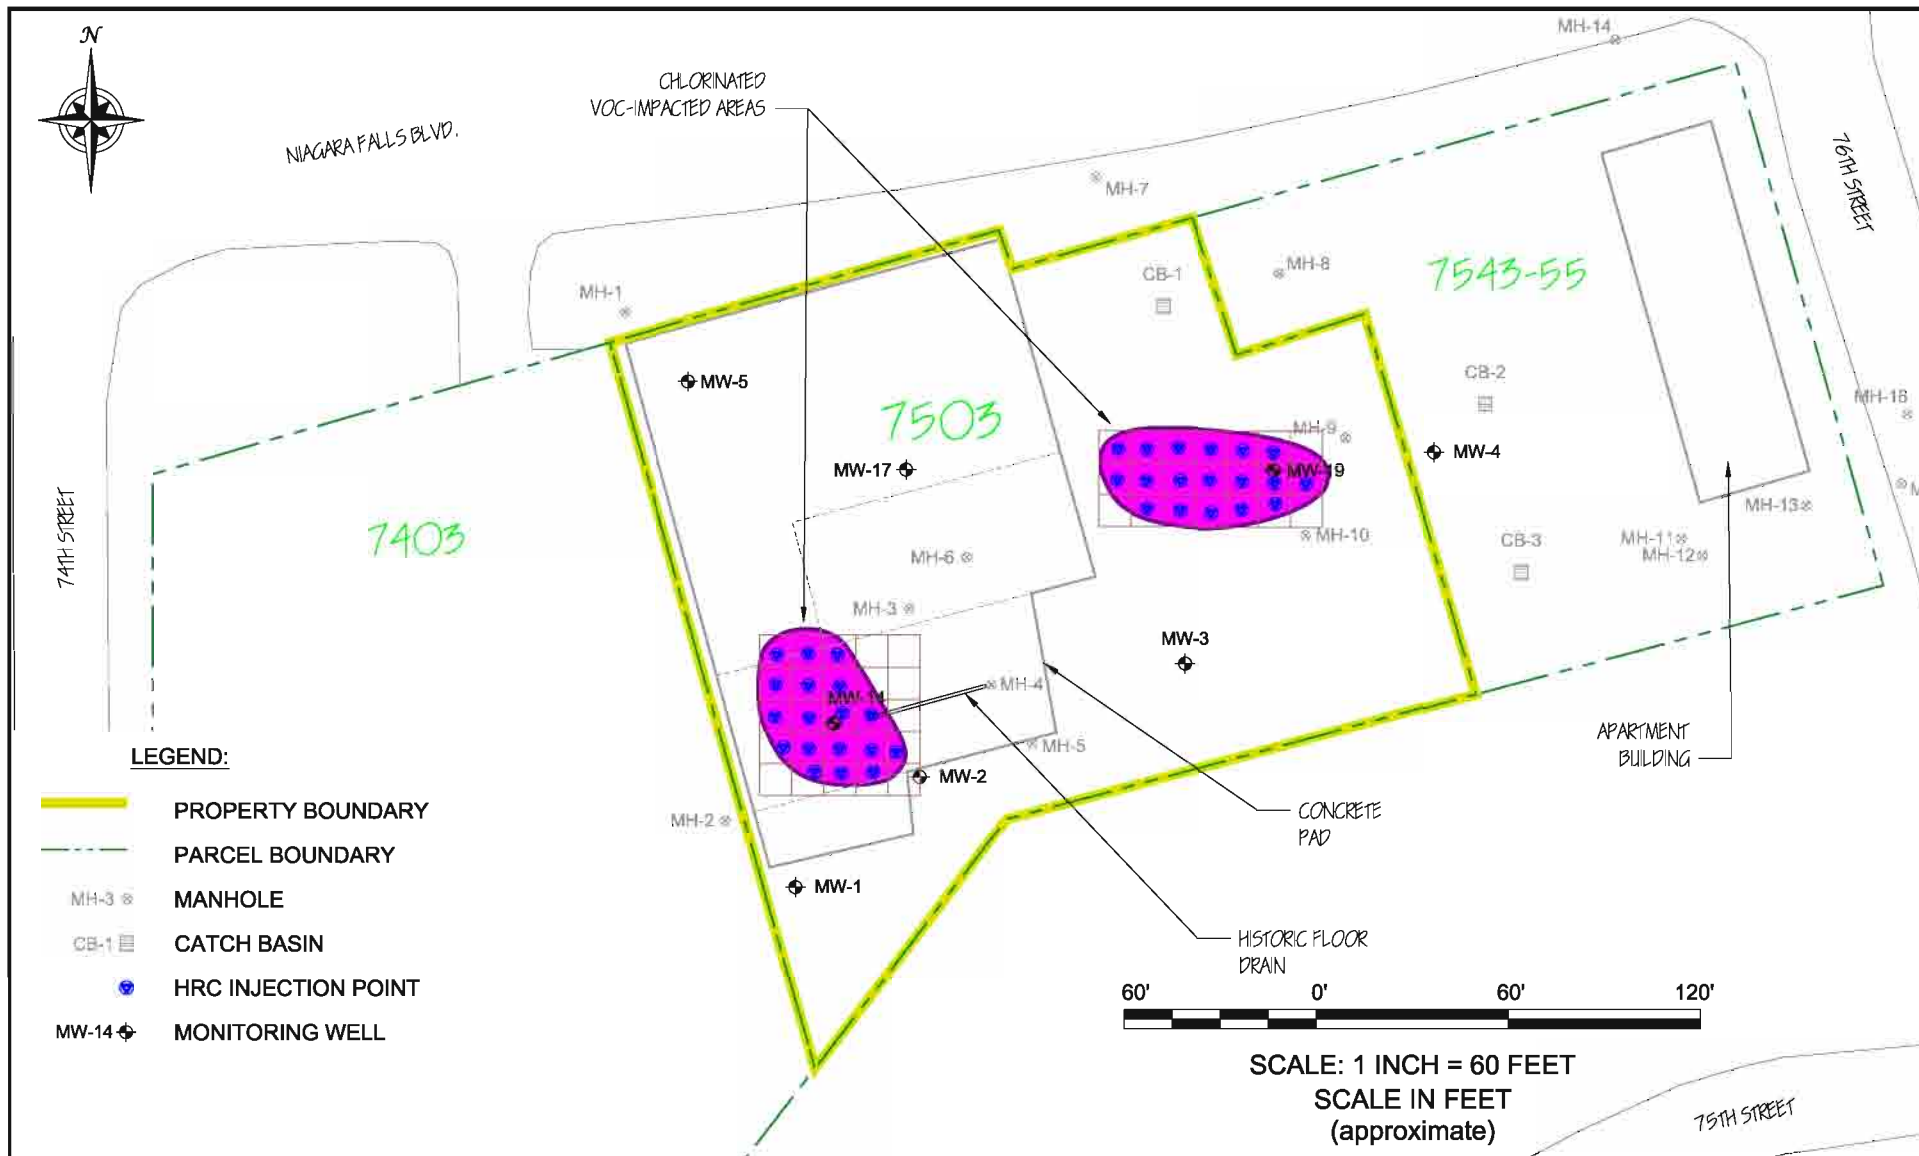 N
MH-14
CHLORINATED
VOC-IMPACTED AREAS
NIAGARA FALLS BLVD.
76TH STREET
MH-7
MH-8
CB-1
7543-55
MH-1
MW-5
CB-2
7503
MH-9
MW-4
MW-17
MW-19
7403
74TH STREET
MH-13
MH-10
CB-3
MH-11
MH-12
MH-6
MH-3
MW-3
MH-4
MW-14
MH-5
MW-2
APARTMENT
BUILDING
MH-2
CONCRETE
PAD
MW-1
HISTORIC FLOOR
DRAIN
LEGEND:
PROPERTY BOUNDARY
PARCEL BOUNDARY
MH-3 MANHOLE
CB-1 CATCH BASIN
HRC INJECTION POINT
MW-14 MONITORING WELL
60' 0' 60' 120'
SCALE: 1 INCH = 60 FEET
SCALE IN FEET
(approximate)
75TH STREET